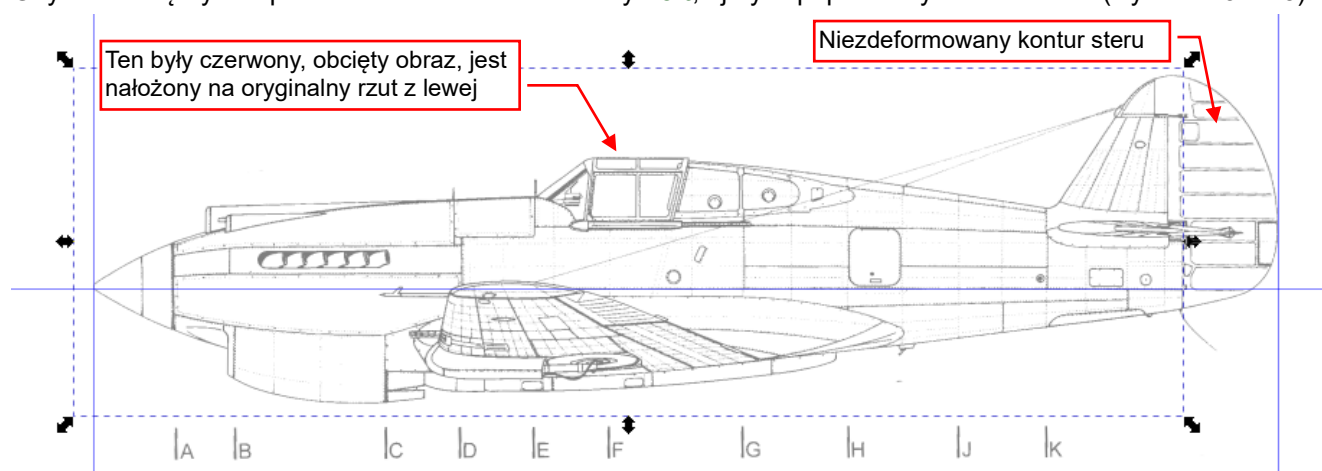 Ten były czerwony, obcięty obraz, jest
nałożony na oryginalny rzut z lewej
Niezdeformowany kontur steru
A B C D E F G H J K